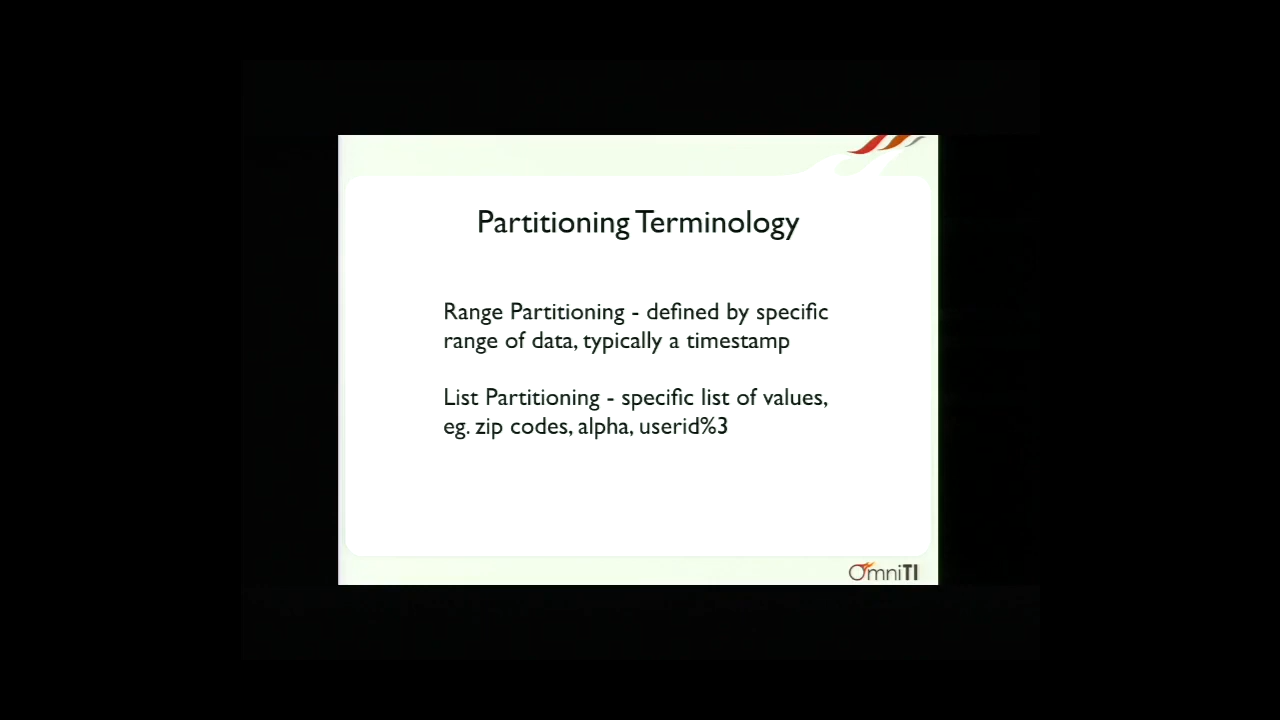 Partitioning Terminology
Range Partitioning - defined by specific
range of data, typically a timestamp
List Partitioning - specific list of values,
eg. zip codes, alpha, userid%3
OmniTI